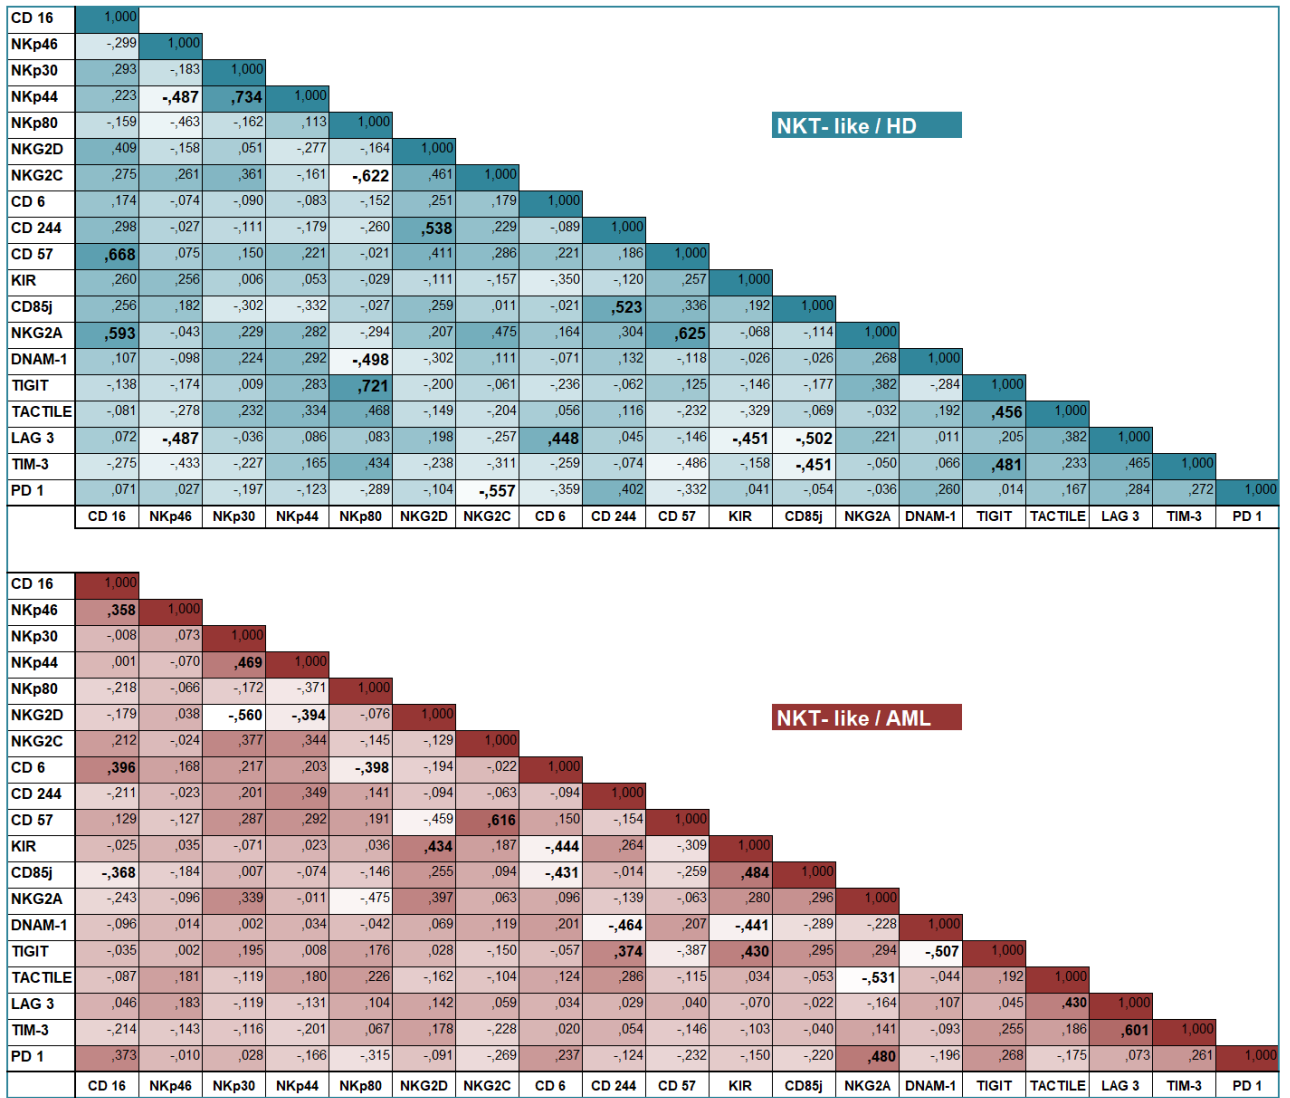 CD 16 1,000
NKp46 -,299 1,000
NKp30 ,293 -,183 1,000
NKp44 ,223 -,487 ,734 1,000
NKp80 -,159 -,463 -,162 ,113 1,000
NKT- like / HD
NKG2D ,409 -,158 ,051 -,277 -,164 1,000
NKG2C ,275 ,261 ,361 -,161 -,622 ,461 1,000
CD 6 ,174 -,074 -,090 -,083 -,152 ,251 ,179 1,000
CD 244 ,298 -,027 -,111 -,179 -,260 ,538 ,229 -,089 1,000
CD 57 ,668 ,075 ,150 ,221 -,021 ,411 ,286 ,221 ,186 1,000
KIR ,260 ,256 ,006 ,053 -,029 -,111 -,157 -,350 -,120 ,257 1,000
CD85j ,256 ,182 -,302 -,332 -,027 ,259 ,011 -,021 ,523 ,336 ,192 1,000
NKG2A ,593 -,043 ,229 ,282 -,294 ,207 ,475 ,164 ,304 ,625 -,068 -,114 1,000
DNAM-1 ,107 -,098 ,224 ,292 -,498 -,302 ,111 -,071 ,132 -,118 -,026 -,026 ,268 1,000
TIGIT -,138 -,174 ,009 ,283 ,721 -,200 -,061 -,236 -,062 ,125 -,146 -,177 ,382 -,284 1,000
TACTILE -,081 -,278 ,232 ,334 ,468 -,149 -,204 ,056 ,116 -,232 -,329 -,069 -,032 ,192 ,456 1,000
LAG 3 ,072 -,487 -,036 ,086 ,083 ,198 -,257 ,448 ,045 -,146 -,451 -,502 ,221 ,011 ,205 ,382 1,000
TIM-3 -,275 -,433 -,227 ,165 ,434 -,238 -,311 -,259 -,074 -,486 -,158 -,451 -,050 ,066 ,481 ,233 ,465 1,000
PD 1 ,071 ,027 -,197 -,123 -,289 -,104 -,557 -,359 ,402 -,332 ,041 -,054 -,036 ,260 ,014 ,167 ,284 ,272 1,000
CD 16 NKp46 NKp30 NKp44 NKp80 NKG2D NKG2C CD 6 CD 244 CD 57 KIR CD85j NKG2A DNAM-1 TIGIT TACTILE LAG 3 TIM-3 PD 1
CD 16 1,000
NKp46 ,358 1,000
NKp30 -,008 ,073 1,000
NKp44 ,001 -,070 ,469 1,000
NKp80 -,218 -,066 -,172 -,371 1,000
NKG2D -,179 ,038 -,560 -,394 -,076 1,000
NKT- like / AML
NKG2C ,212 -,024 ,377 ,344 -,145 -,129 1,000
CD 6 ,396 ,168 ,217 ,203 -,398 -,194 -,022 1,000
CD 244 -,211 -,023 ,201 ,349 ,141 -,094 -,063 -,094 1,000
CD 57 ,129 -,127 ,287 ,292 ,191 -,459 ,616 ,150 -,154 1,000
KIR -,025 ,035 -,071 ,023 ,036 ,434 ,187 -,444 ,264 -,309 1,000
CD85j -,368 -,184 ,007 -,074 -,146 ,255 ,094 -,431 -,014 -,259 ,484 1,000
NKG2A -,243 -,096 ,339 -,011 -,475 ,397 ,063 ,096 -,139 -,063 ,280 ,296 1,000
DNAM-1 -,096 ,014 ,002 ,034 -,042 ,069 ,119 ,201 -,464 ,207 -,441 -,289 -,228 1,000
TIGIT -,035 ,002 ,195 ,008 ,176 ,028 -,150 -,057 ,374 -,387 ,430 ,295 ,294 -,507 1,000
TACTILE -,087 ,181 -,119 ,180 ,226 -,162 -,104 ,124 ,286 -,115 ,034 -,053 -,531 -,044 ,192 1,000
LAG 3 ,046 ,183 -,119 -,131 ,104 ,142 ,059 ,034 ,029 ,040 -,070 -,022 -,164 ,107 ,045 ,430 1,000
TIM-3 -,214 -,143 -,116 -,201 ,067 ,178 -,228 ,020 ,054 -,146 -,103 -,040 ,141 -,093 ,255 ,186 ,601 1,000
PD 1 ,373 -,010 ,028 -,166 -,315 -,091 -,269 ,237 -,124 -,232 -,150 -,220 ,480 -,196 ,268 -,175 ,073 ,261 1,000
CD 16 NKp46 NKp30 NKp44 NKp80 NKG2D NKG2C CD 6 CD 244 CD 57 KIR CD85j NKG2A DNAM-1 TIGIT TACTILE LAG 3 TIM-3 PD 1